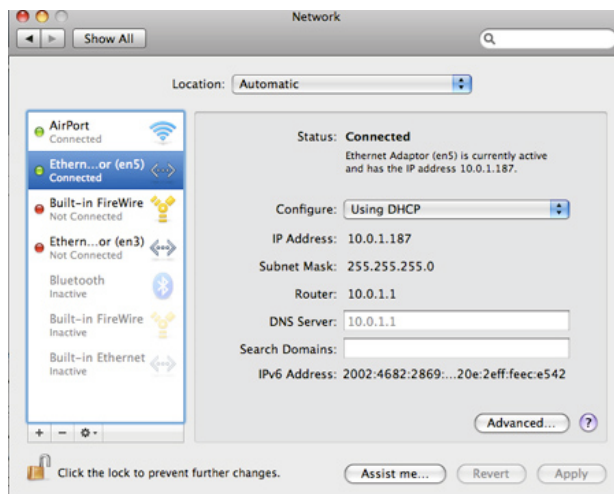 Network
Show All
Location: Automatic
AirPort
Connected
Ethern...or (en5)
Connected
Built-in FireWire
Not Connected
Ethern...or (en3)
Not Connected
Bluetooth
Inactive
Built-in FireWire
Inactive
Built-in Ethernet
Inactive
Status: Connected
Ethernet Adaptor (en5) is currently active
and has the IP address 10.0.1.187.
Configure: Using DHCP
IP Address: 10.0.1.187
Subnet Mask: 255.255.255.0
Router: 10.0.1.1
DNS Server: 10.0.1.1
Search Domains:
IPv6 Address: 2002:4682:2869:...20e:2eff:feec:e542
Advanced... ?
Click the lock to prevent further changes.
Assist me... Revert Apply